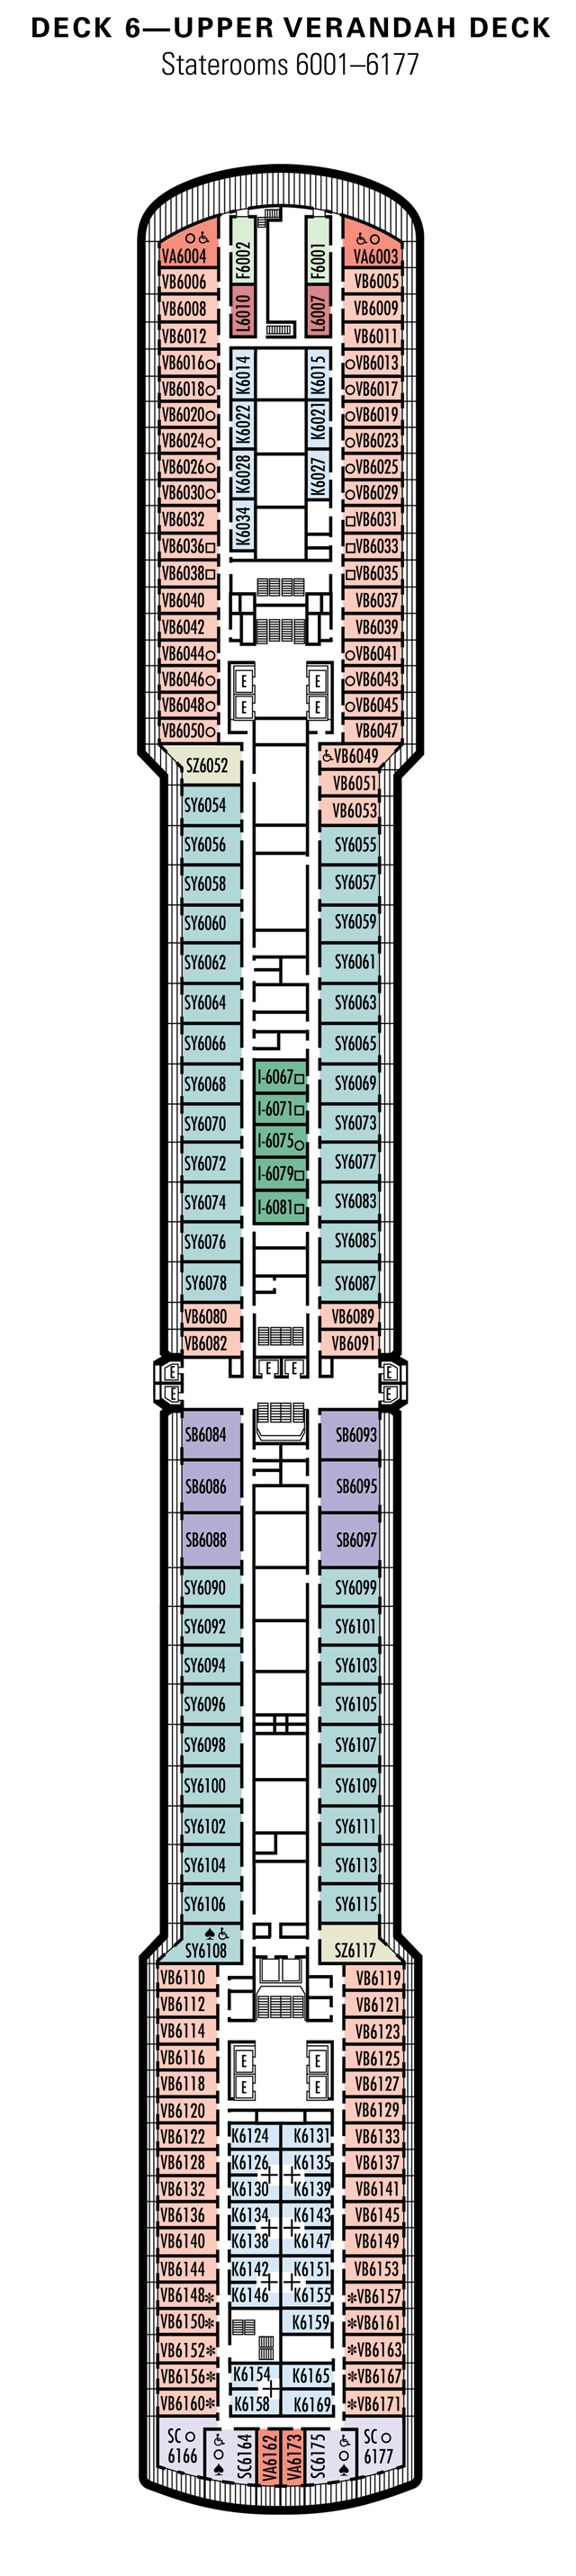 DECK 6—UPPER VERANDAH DECK
Staterooms 6001–6177
VA6004 F6002 F6001 VA6003
VB6006 VB6005
VB6008 L6010 L6007 VB6009
VB6012 VB6011
VB6016 K6014 K6015 VB6013
VB6018 VB6017
VB6020 K6022 K6021 VB6019
VB6024 VB6023
VB6026 K6028 K6027 VB6025
VB6030 VB6029
VB6032 K6034 VB6031
VB6036 VB6033
VB6038 VB6035
VB6040 VB6037
VB6042 VB6039
VB6044 VB6041
VB6046 E E VB6043
VB6048 E E VB6045
VB6050 VB6047
SZ6052 VB6049
VB6051
SY6054 VB6053
SY6056 SY6055
SY6058 SY6057
SY6060 SY6059
SY6062 SY6061
SY6064 SY6063
SY6066 SY6065
SY6068 I-6067 SY6069
I-6071
SY6070 I-6075 SY6073
SY6072 I-6079 SY6077
SY6074 I-6081 SY6083
SY6076 SY6085
SY6078 SY6087
VB6080 VB6089
VB6082 VB6091
E E E E
E E
SB6084 SB6093
SB6086 SB6095
SB6088 SB6097
SY6090 SY6099
SY6092 SY6101
SY6094 SY6103
SY6096 SY6105
SY6098 SY6107
SY6100 SY6109
SY6102 SY6111
SY6104 SY6113
SY6106 SY6115
SY6108 SZ6117
VB6110 VB6119
VB6112 VB6121
VB6114 VB6123
VB6116 E E VB6125
VB6118 E E VB6127
VB6120 VB6129
VB6122 K6124 K6131 VB6133
VB6128 K6126 K6135 VB6137
VB6132 K6130 K6139 VB6141
VB6136 K6134 K6143 VB6145
VB6140 K6138 K6147 VB6149
VB6144 K6142 K6151 VB6153
VB6148* K6146 K6155 *VB6157
VB6150* K6159 *VB6161
VB6152* *VB6163
VB6156* K6154 K6165 *VB6167
VB6160* K6158 K6169 *VB6171
SC 6166 SC6164 VA6162 VA6173 SC6175 SC 6177